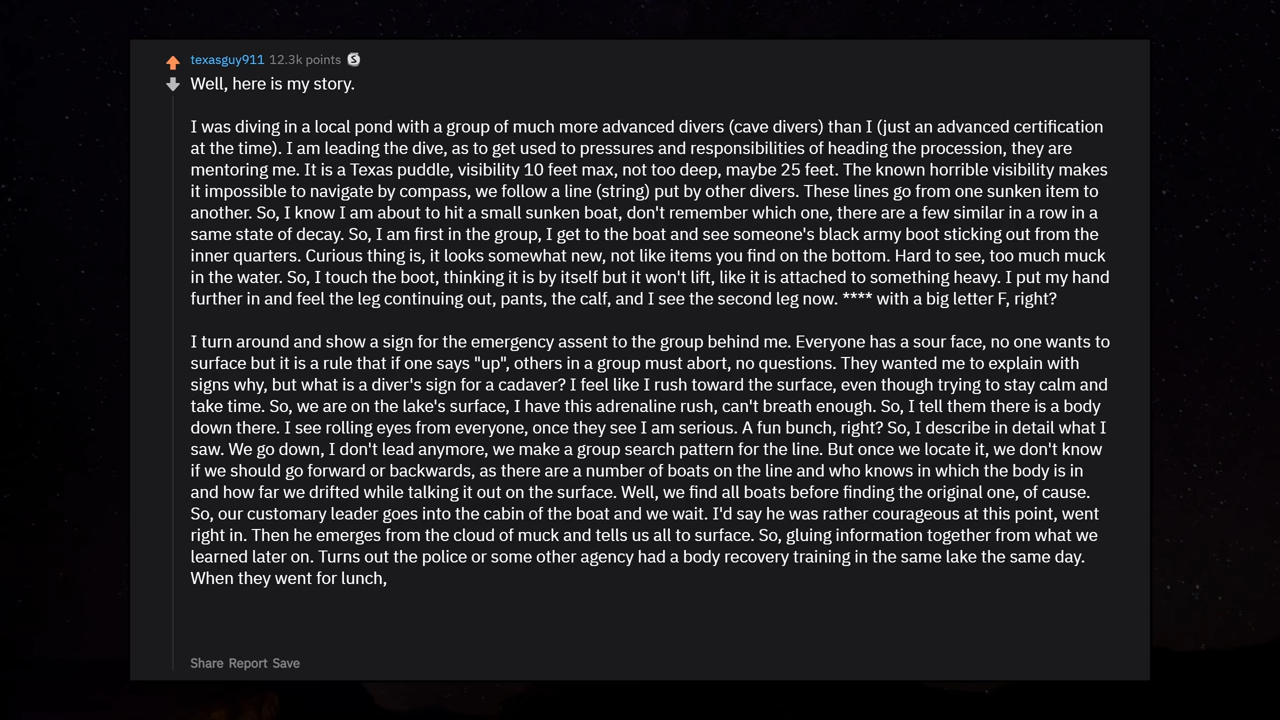 texasguy911 12.3k points
Well, here is my story.
I was diving in a local pond with a group of much more advanced divers (cave divers) than I (just an advanced certification
at the time). I am leading the dive, as to get used to pressures and responsibilities of heading the procession, they are
mentoring me. It is a Texas puddle, visibility 10 feet max, not too deep, maybe 25 feet. The known horrible visibility makes
it impossible to navigate by compass, we follow a line (string) put by other divers. These lines go from one sunken item to
another. So, I know I am about to hit a small sunken boat, don't remember which one, there are a few similar in a row in a
same state of decay. So, I am first in the group, I get to the boat and see someone's black army boot sticking out from the
inner quarters. Curious thing is, it looks somewhat new, not like items you find on the bottom. Hard to see, too much muck
in the water. So, I touch the boot, thinking it is by itself but it won't lift, like it is attached to something heavy. I put my hand
further in and feel the leg continuing out, pants, the calf, and I see the second leg now. **** with a big letter F, right?
I turn around and show a sign for the emergency assent to the group behind me. Everyone has a sour face, no one wants to
surface but it is a rule that if one says "up", others in a group must abort, no questions. They wanted me to explain with
signs why, but what is a diver's sign for a cadaver? I feel like I rush toward the surface, even though trying to stay calm and
take time. So, we are on the lake's surface, I have this adrenaline rush, can't breath enough. So, I tell them there is a body
down there. I see rolling eyes from everyone, once they see I am serious. A fun bunch, right? So, I describe in detail what I
saw. We go down, I don't lead anymore, we make a group search pattern for the line. But once we locate it, we don't know
if we should go forward or backwards, as there are a number of boats on the line and who knows in which the body is in
and how far we drifted while talking it out on the surface. Well, we find all boats before finding the original one, of cause.
So, our customary leader goes into the cabin of the boat and we wait. I'd say he was rather courageous at this point, went
right in. Then he emerges from the cloud of muck and tells us all to surface. So, gluing information together from what we
learned later on. Turns out the police or some other agency had a body recovery training in the same lake the same day.
When they went for lunch,
Share Report Save